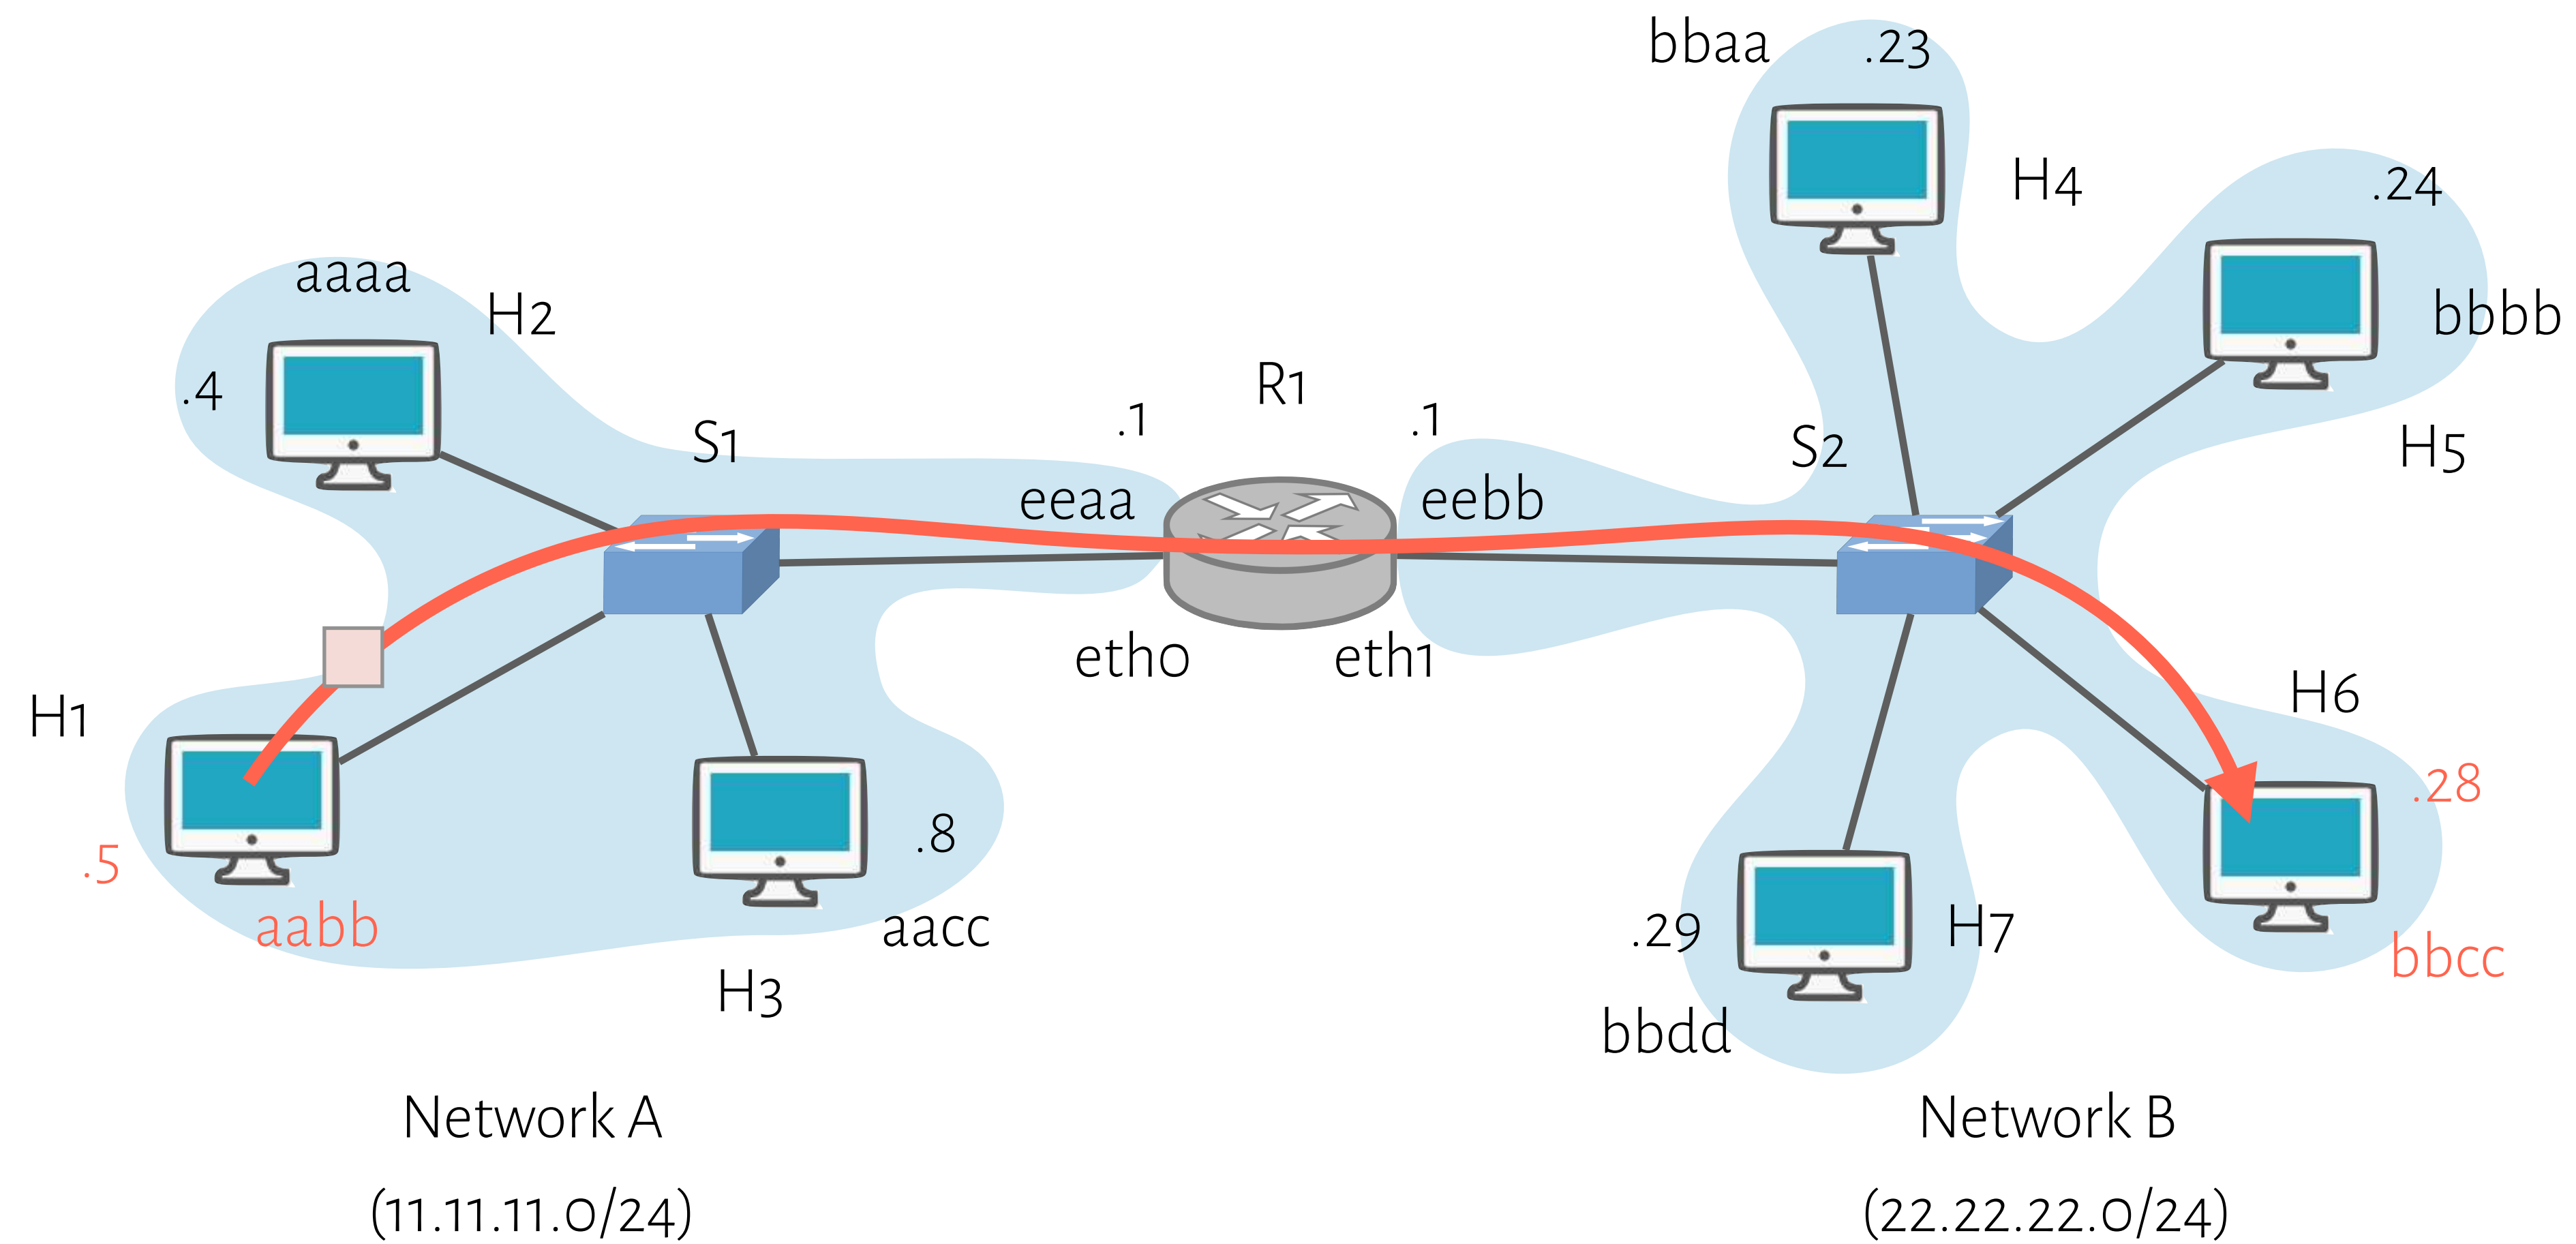 bbaa
.23
H4
.24
bbbb
H5
aaaa
H2
.4
S1
.1
R1
.1
S2
eeaa
eebb
eth0
eth1
H1
.5
aabb
.8
aacc
H3
H6
.28
bbcc
.29
H7
bbdd
Network A
(11.11.11.0/24)
Network B
(22.22.22.0/24)